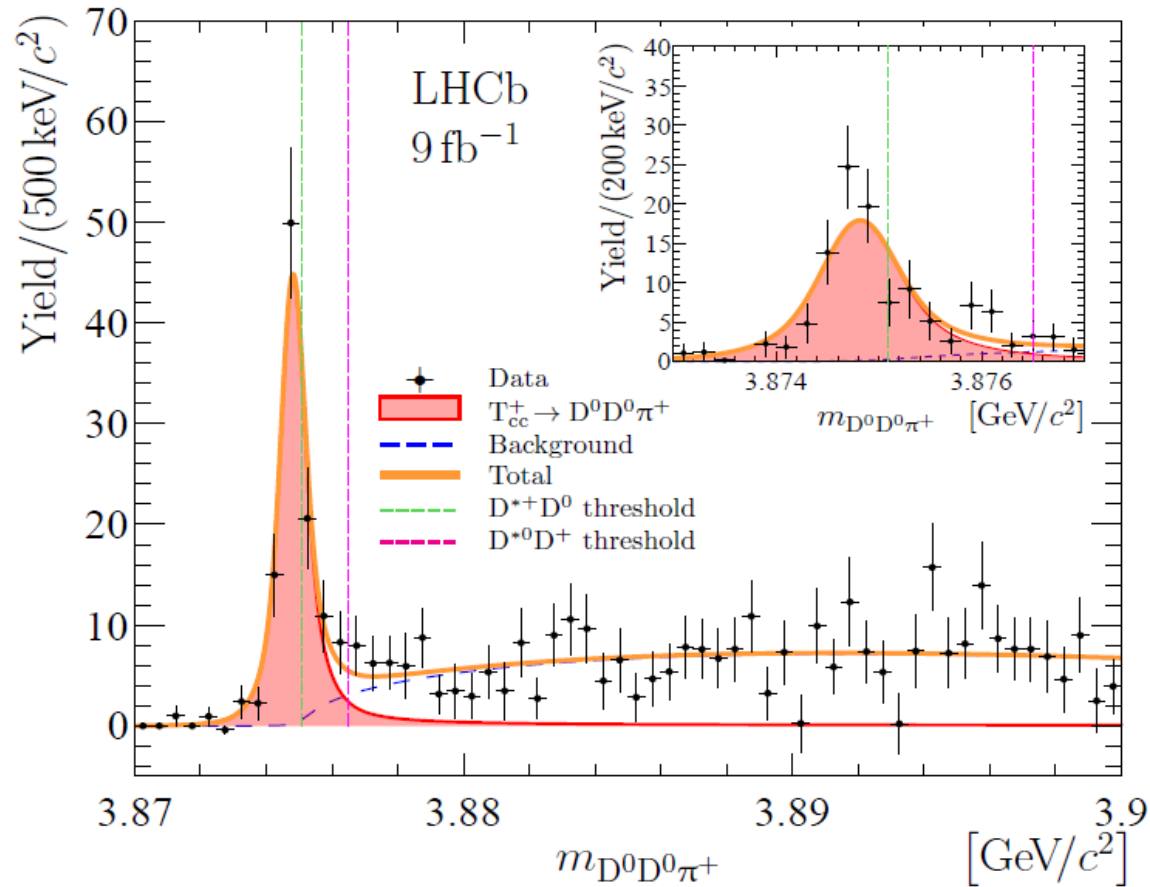 LHCb
9 fb⁻¹
Yield/(500 keV/c²)
70
60
50
40
30
20
10
0
3.87
3.88
3.89
3.9
m_{D⁰D⁰π⁺}
[GeV/c²]
Data
T⁺_{cc} → D⁰D⁰π⁺
Background
Total
D*⁺D⁰ threshold
D*⁰D⁺ threshold
Yield/(200 keV/c²)
40
35
30
25
20
15
10
5
0
3.874
3.876
m_{D⁰D⁰π⁺}
[GeV/c²]